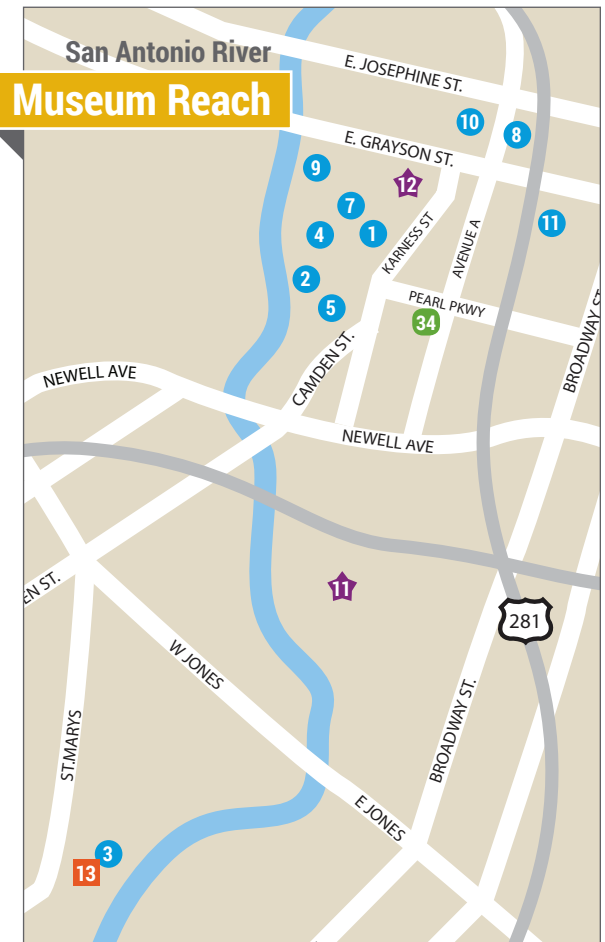 San Antonio River
Museum Reach
E. JOSEPHINE ST.
10
8
E. GRAYSON ST.
9
12
7
11
4
1
KARNESS ST
AVENUE A
2
PEARL PKWY
5
34
BROADWAY ST.
CAMDEN ST.
NEWELL AVE
NEWELL AVE
EN ST.
11
281
W JONES
BROADWAY ST.
ST.MARYS
E JONES
3
13